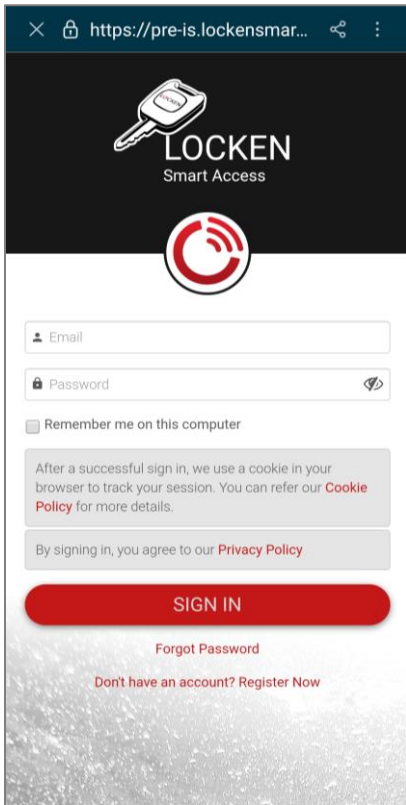 https://pre-is.lockensmar...
LOCKEN
Smart Access
Email
Password
Remember me on this computer
After a successful sign in, we use a cookie in your
browser to track your session. You can refer our Cookie
Policy for more details.
By signing in, you agree to our Privacy Policy
SIGN IN
Forgot Password
Don't have an account? Register Now